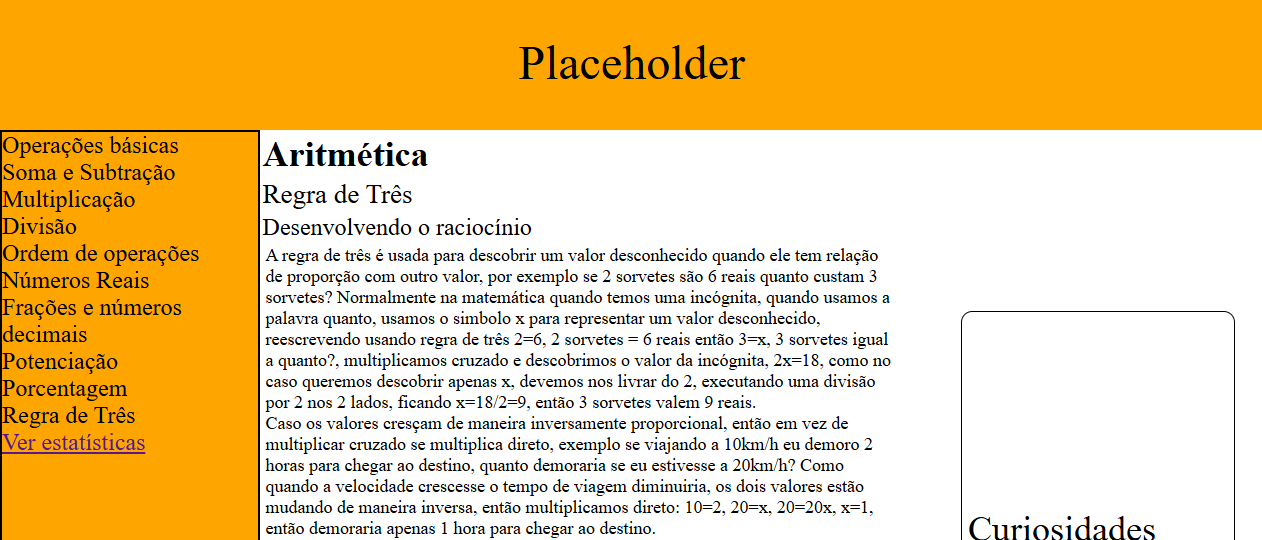 Placeholder
Operações básicas
Soma e Subtração
Multiplicação
Divisão
Ordem de operações
Números Reais
Frações e números
decimais
Potenciação
Porcentagem
Regra de Três
Ver estatísticas
Aritmética
Regra de Três
Desenvolvendo o raciocínio
A regra de três é usada para descobrir um valor desconhecido quando ele tem relação
de proporção com outro valor, por exemplo se 2 sorvetes são 6 reais quanto custam 3
sorvetes? Normalmente na matemática quando temos uma incógnita, quando usamos a
palavra quanto, usamos o simbolo x para representar um valor desconhecido,
reescrevendo usando regra de três 2=6, 2 sorvetes = 6 reais então 3=x, 3 sorvetes igual
a quanto?, multiplicamos cruzado e descobrimos o valor da incógnita, 2x=18, como no
caso queremos descobrir apenas x, devemos nos livrar do 2, executando uma divisão
por 2 nos 2 lados, ficando x=18/2=9, então 3 sorvetes valem 9 reais.
Caso os valores cresçam de maneira inversamente proporcional, então em vez de
multiplicar cruzado se multiplica direto, exemplo se viajando a 10km/h eu demoro 2
horas para chegar ao destino, quanto demoraria se eu estivesse a 20km/h? Como
quando a velocidade crescesse o tempo de viagem diminuiria, os dois valores estão
mudando de maneira inversa, então multiplicamos direto: 10=2, 20=x, 20=20x, x=1,
então demoraria apenas 1 hora para chegar ao destino.
Curiosidades